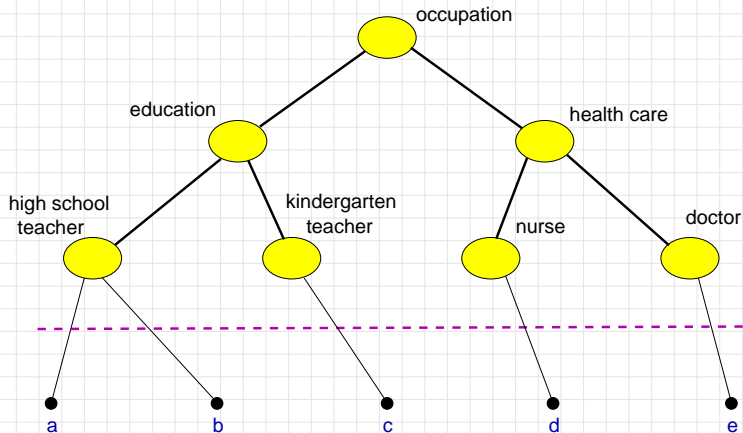 occupation
education
health care
high school
teacher
kindergarten
teacher
nurse
doctor
a
b
c
d
e